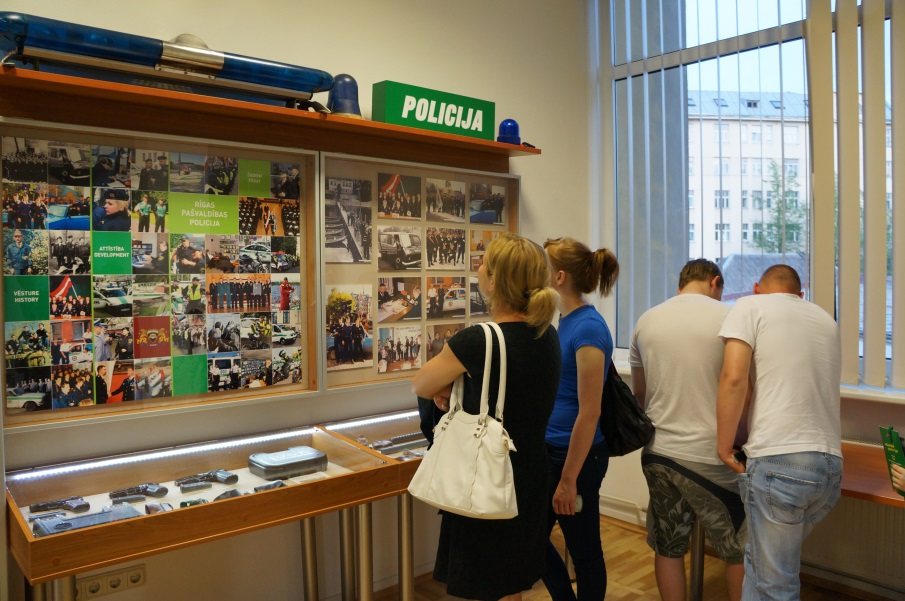 POLICIJA
RĪGAS
PAŠVALDĪBAS
POLICIJA
ATTĪSTĪBA
DEVELOPMENT
VĒSTURE
HISTORY